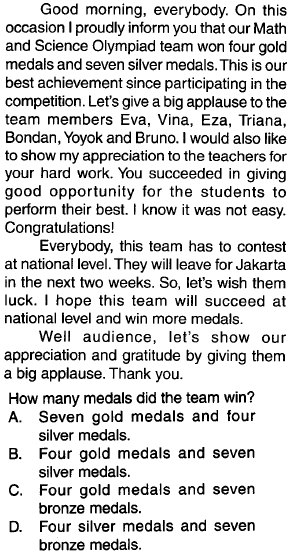 Good morning, everybody. On this
occasion I proudly inform you that our Math
and Science Olympiad team won four gold
medals and seven silver medals. This is our
best achievement since participating in the
competition. Let's give a big applause to the
team members Eva, Vina, Eza, Triana,
Bondan, Yoyok and Bruno. I would also like
to show my appreciation to the teachers for
your hard work. You succeeded in giving
good opportunity for the students to
perform their best. I know it was not easy.
Congratulations!
Everybody, this team has to contest
at national level. They will leave for Jakarta
in the next two weeks. So, let's wish them
luck. I hope this team will succeed at
national level and win more medals.
Well audience, let's show our
appreciation and gratitude by giving them
a big applause. Thank you.
How many medals did the team win?
A. Seven gold medals and four
silver medals.
B. Four gold medals and seven
silver medals.
C. Four gold medals and seven
bronze medals.
D. Four silver medals and seven
bronze medals.